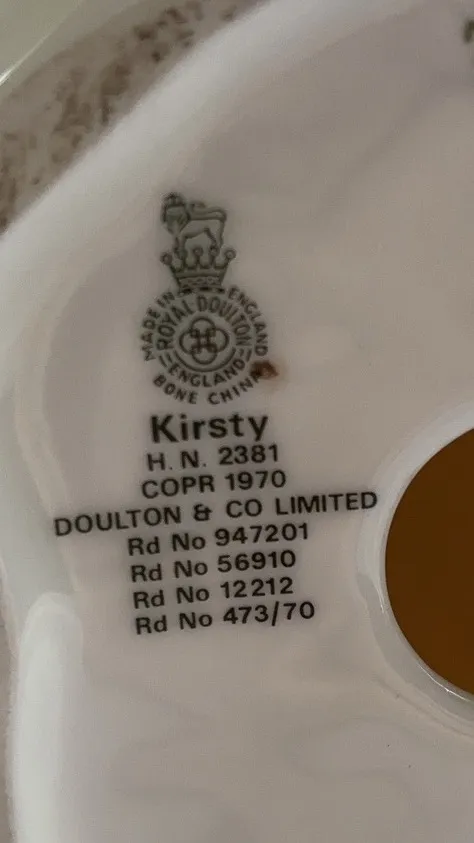 MADE IN ENGLAND
ROYAL DOULTON
ENGLAND
BONE CHINA
Kirsty
H. N. 2381
COPR 1970
DOULTON & CO LIMITED
Rd No 947201
Rd No 56910
Rd No 12212
Rd No 473/70